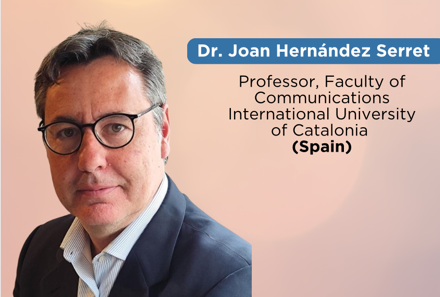 Dr. Joan Hernández Serret
Professor, Faculty of
Communications
International University
of Catalonia
(Spain)